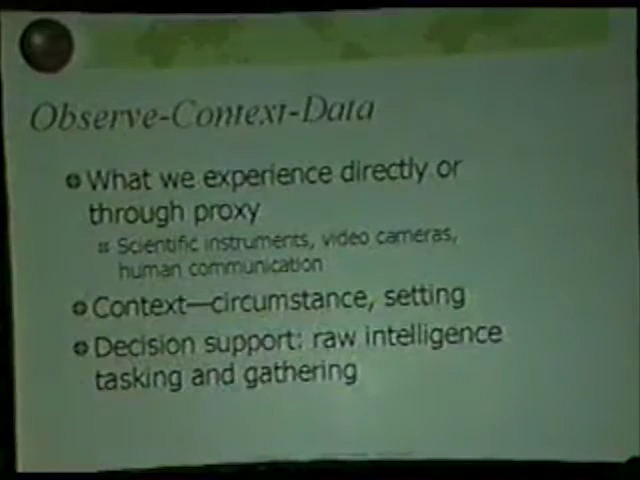 Observe-Context-Data
What we experience directly or
through proxy
Scientific instruments, video cameras,
human communication
Context—circumstance, setting
Decision support: raw intelligence
tasking and gathering